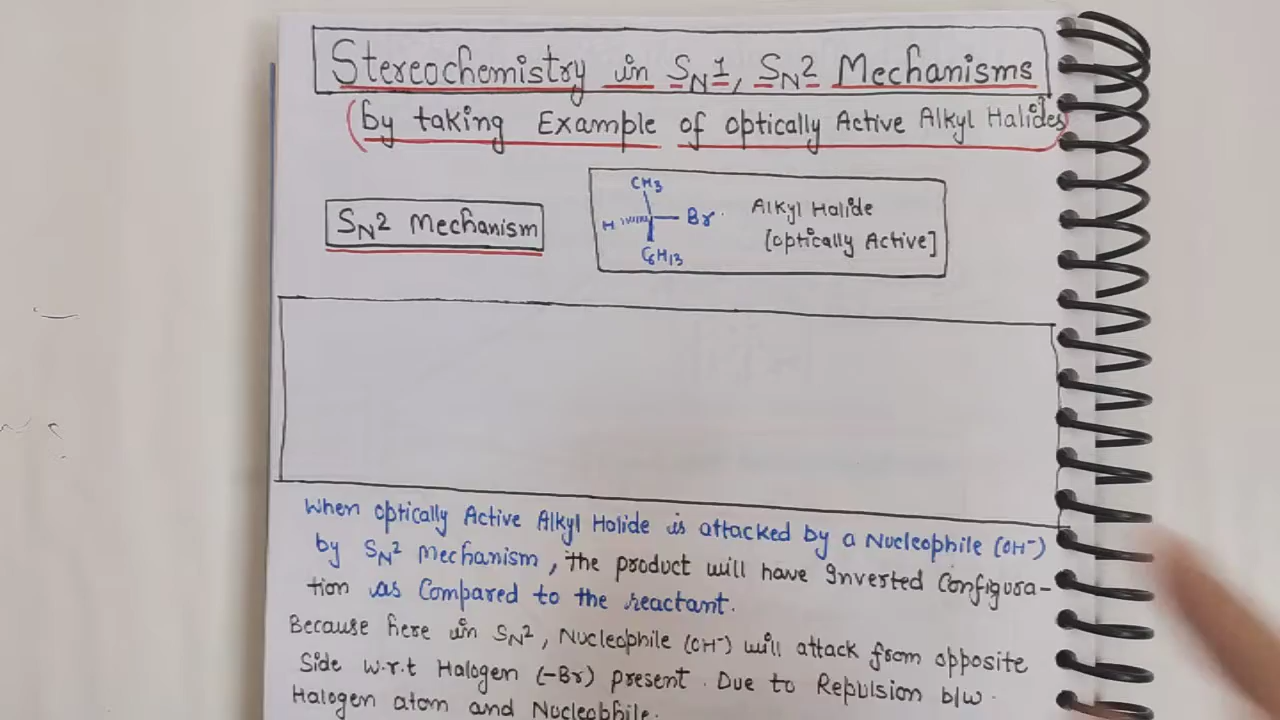 Stereochemistry in SN1, SN2 Mechanisms
(by taking Example of optically Active Alkyl Halides)
SN2 Mechanism
CH3
H
Br
C6H13
Alkyl Halide
[optically Active]
When optically Active Alkyl Halide is attacked by a Nucleophile (OH⁻)
by SN2 mechanism, the product will have Inverted Configura-
tion as Compared to the reactant.
Because here in SN2, Nucleophile (OH⁻) will attack from opposite
Side w.r.t Halogen (-Br) present. Due to Repulsion b/w
Halogen atom and Nucleophile.